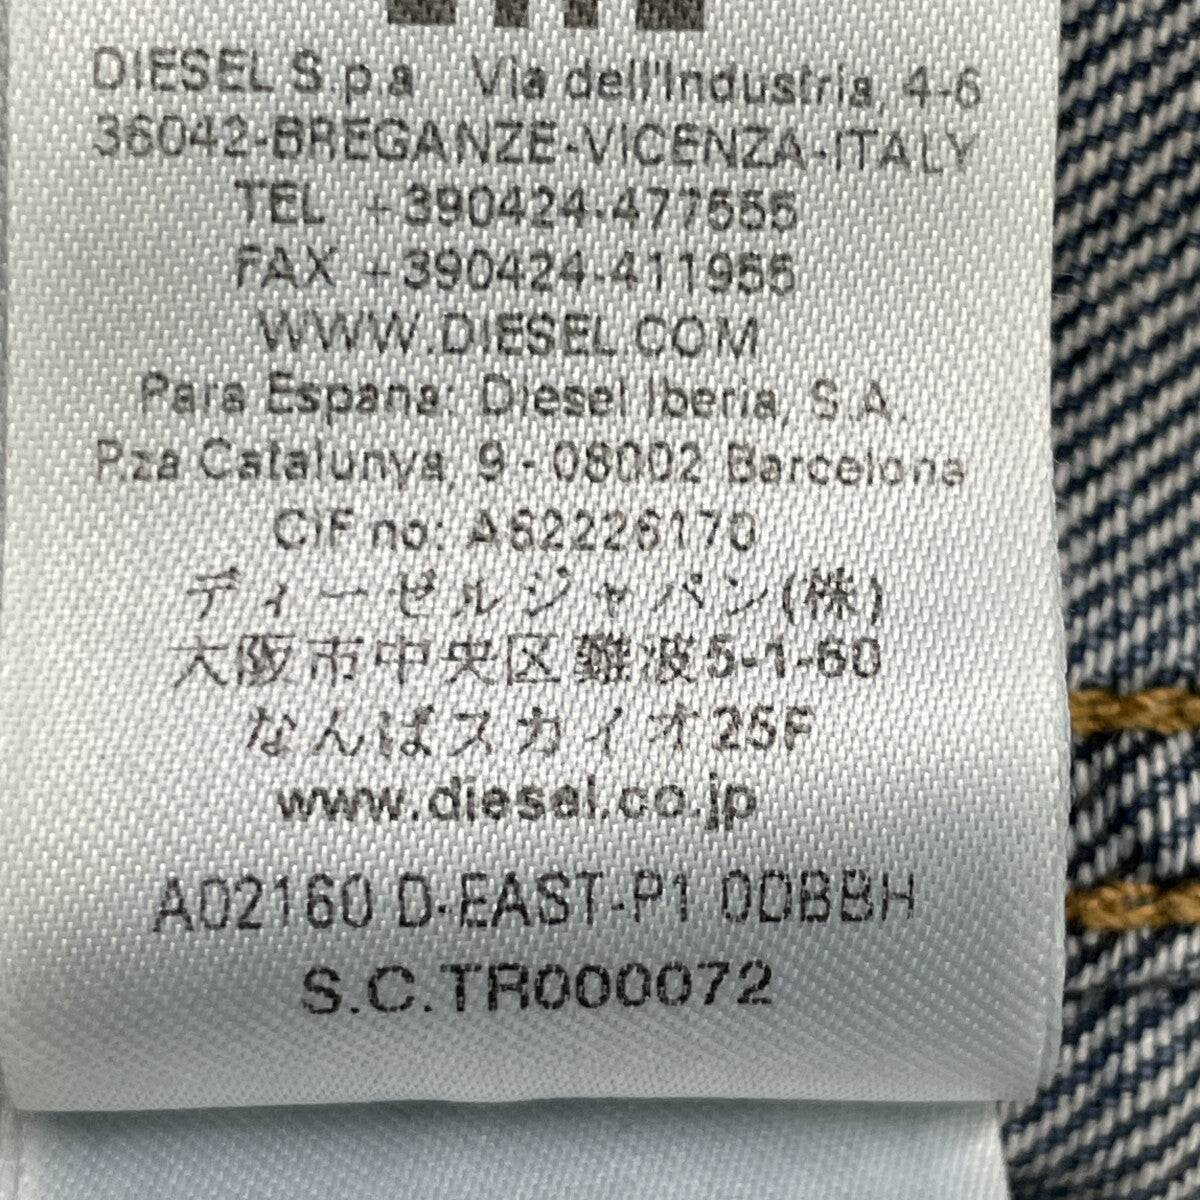 DIESEL S.p.a Via dell'Industria, 4-6
36042-BREGANZE-VICENZA-ITALY
TEL +390424-477555
FAX +390424-411955
WWW.DIESEL.COM
Para Espana: Diesel Iberia, S.A.
P.za Catalunya, 9 - 08002 Barcelona
CIF no: A62226170
ディーゼルジャパン(株)
大阪市中央区難波5-1-60
なんばスカイオ25F
www.diesel.co.jp
A02160 D-EAST-P1 0DBBH
S.C.TR000072